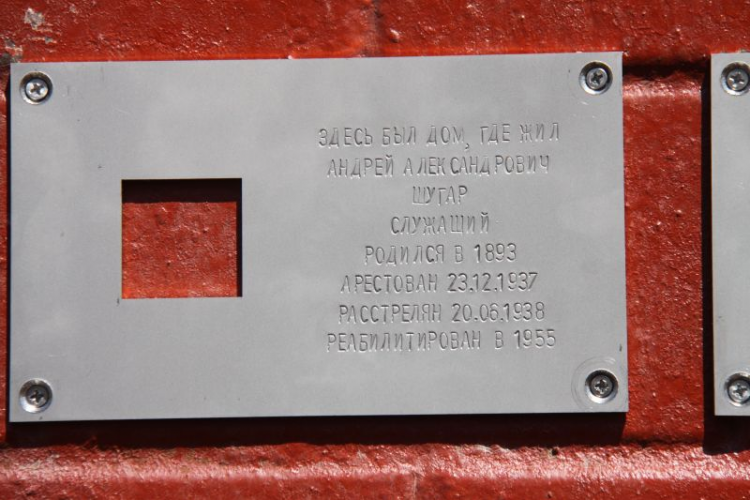 ЗДЕСЬ БЫЛ ДОМ, ГДЕ ЖИЛ
АНДРЕЙ АЛЕКСАНДРОВИЧ
ШУГАР
СЛУЖАЩИЙ
РОДИЛСЯ В 1893
АРЕСТОВАН 23.12.1937
РАССТРЕЛЯН 20.06.1938
РЕАБИЛИТИРОВАН В 1955